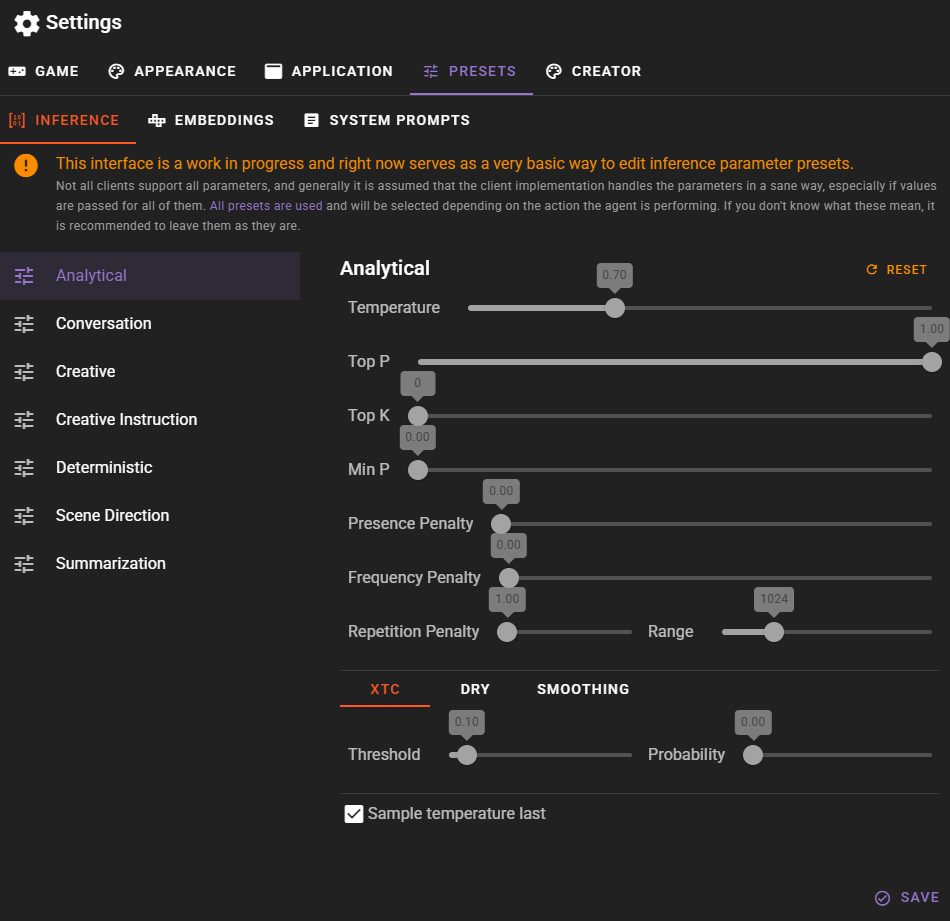 Settings
GAME APPEARANCE APPLICATION PRESETS CREATOR
INFERENCE EMBEDDINGS SYSTEM PROMPTS
This interface is a work in progress and right now serves as a very basic way to edit inference parameter presets.
Not all clients support all parameters, and generally it is assumed that the client implementation handles the parameters in a sane way, especially if values
are passed for all of them. All presets are used and will be selected depending on the action the agent is performing. If you don't know what these mean, it
is recommended to leave them as they are.
Analytical
Conversation
Creative
Creative Instruction
Deterministic
Scene Direction
Summarization
Analytical
RESET
0.70
Temperature
1.00
Top P
0
Top K
0.00
Min P
0.00
Presence Penalty
0.00
Frequency Penalty
1.00 1024
Repetition Penalty Range
XTC DRY SMOOTHING
0.10 0.00
Threshold Probability
Sample temperature last
SAVE